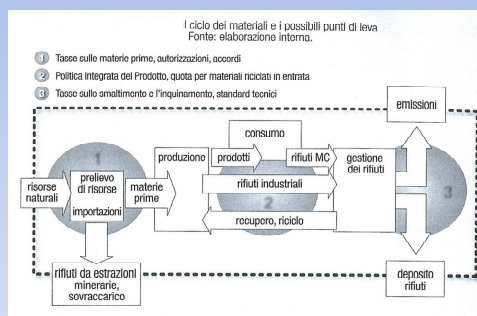 I ciclo dei materiali e i possibili punti di leva
Fonte: elaborazione interna.
1 Tasse sulle materie prime, autorizzazioni, accordi
2 Politica Integrata del Prodotto, quota per materiali riciclati in entrata
3 Tasse sullo smaltimento e l'inquinamento, standard tecnici
emissioni
consumo
1
produzione
prodotti
rifiuti MC
gestione
dei rifiuti
risorse
naturali
prelievo
di risorse
importazioni
materie
prime
rifiuti industriali
2
3
recupero, riciclo
rifiuti da estrazioni
minerarie,
sovraccarico
deposito
rifiuti